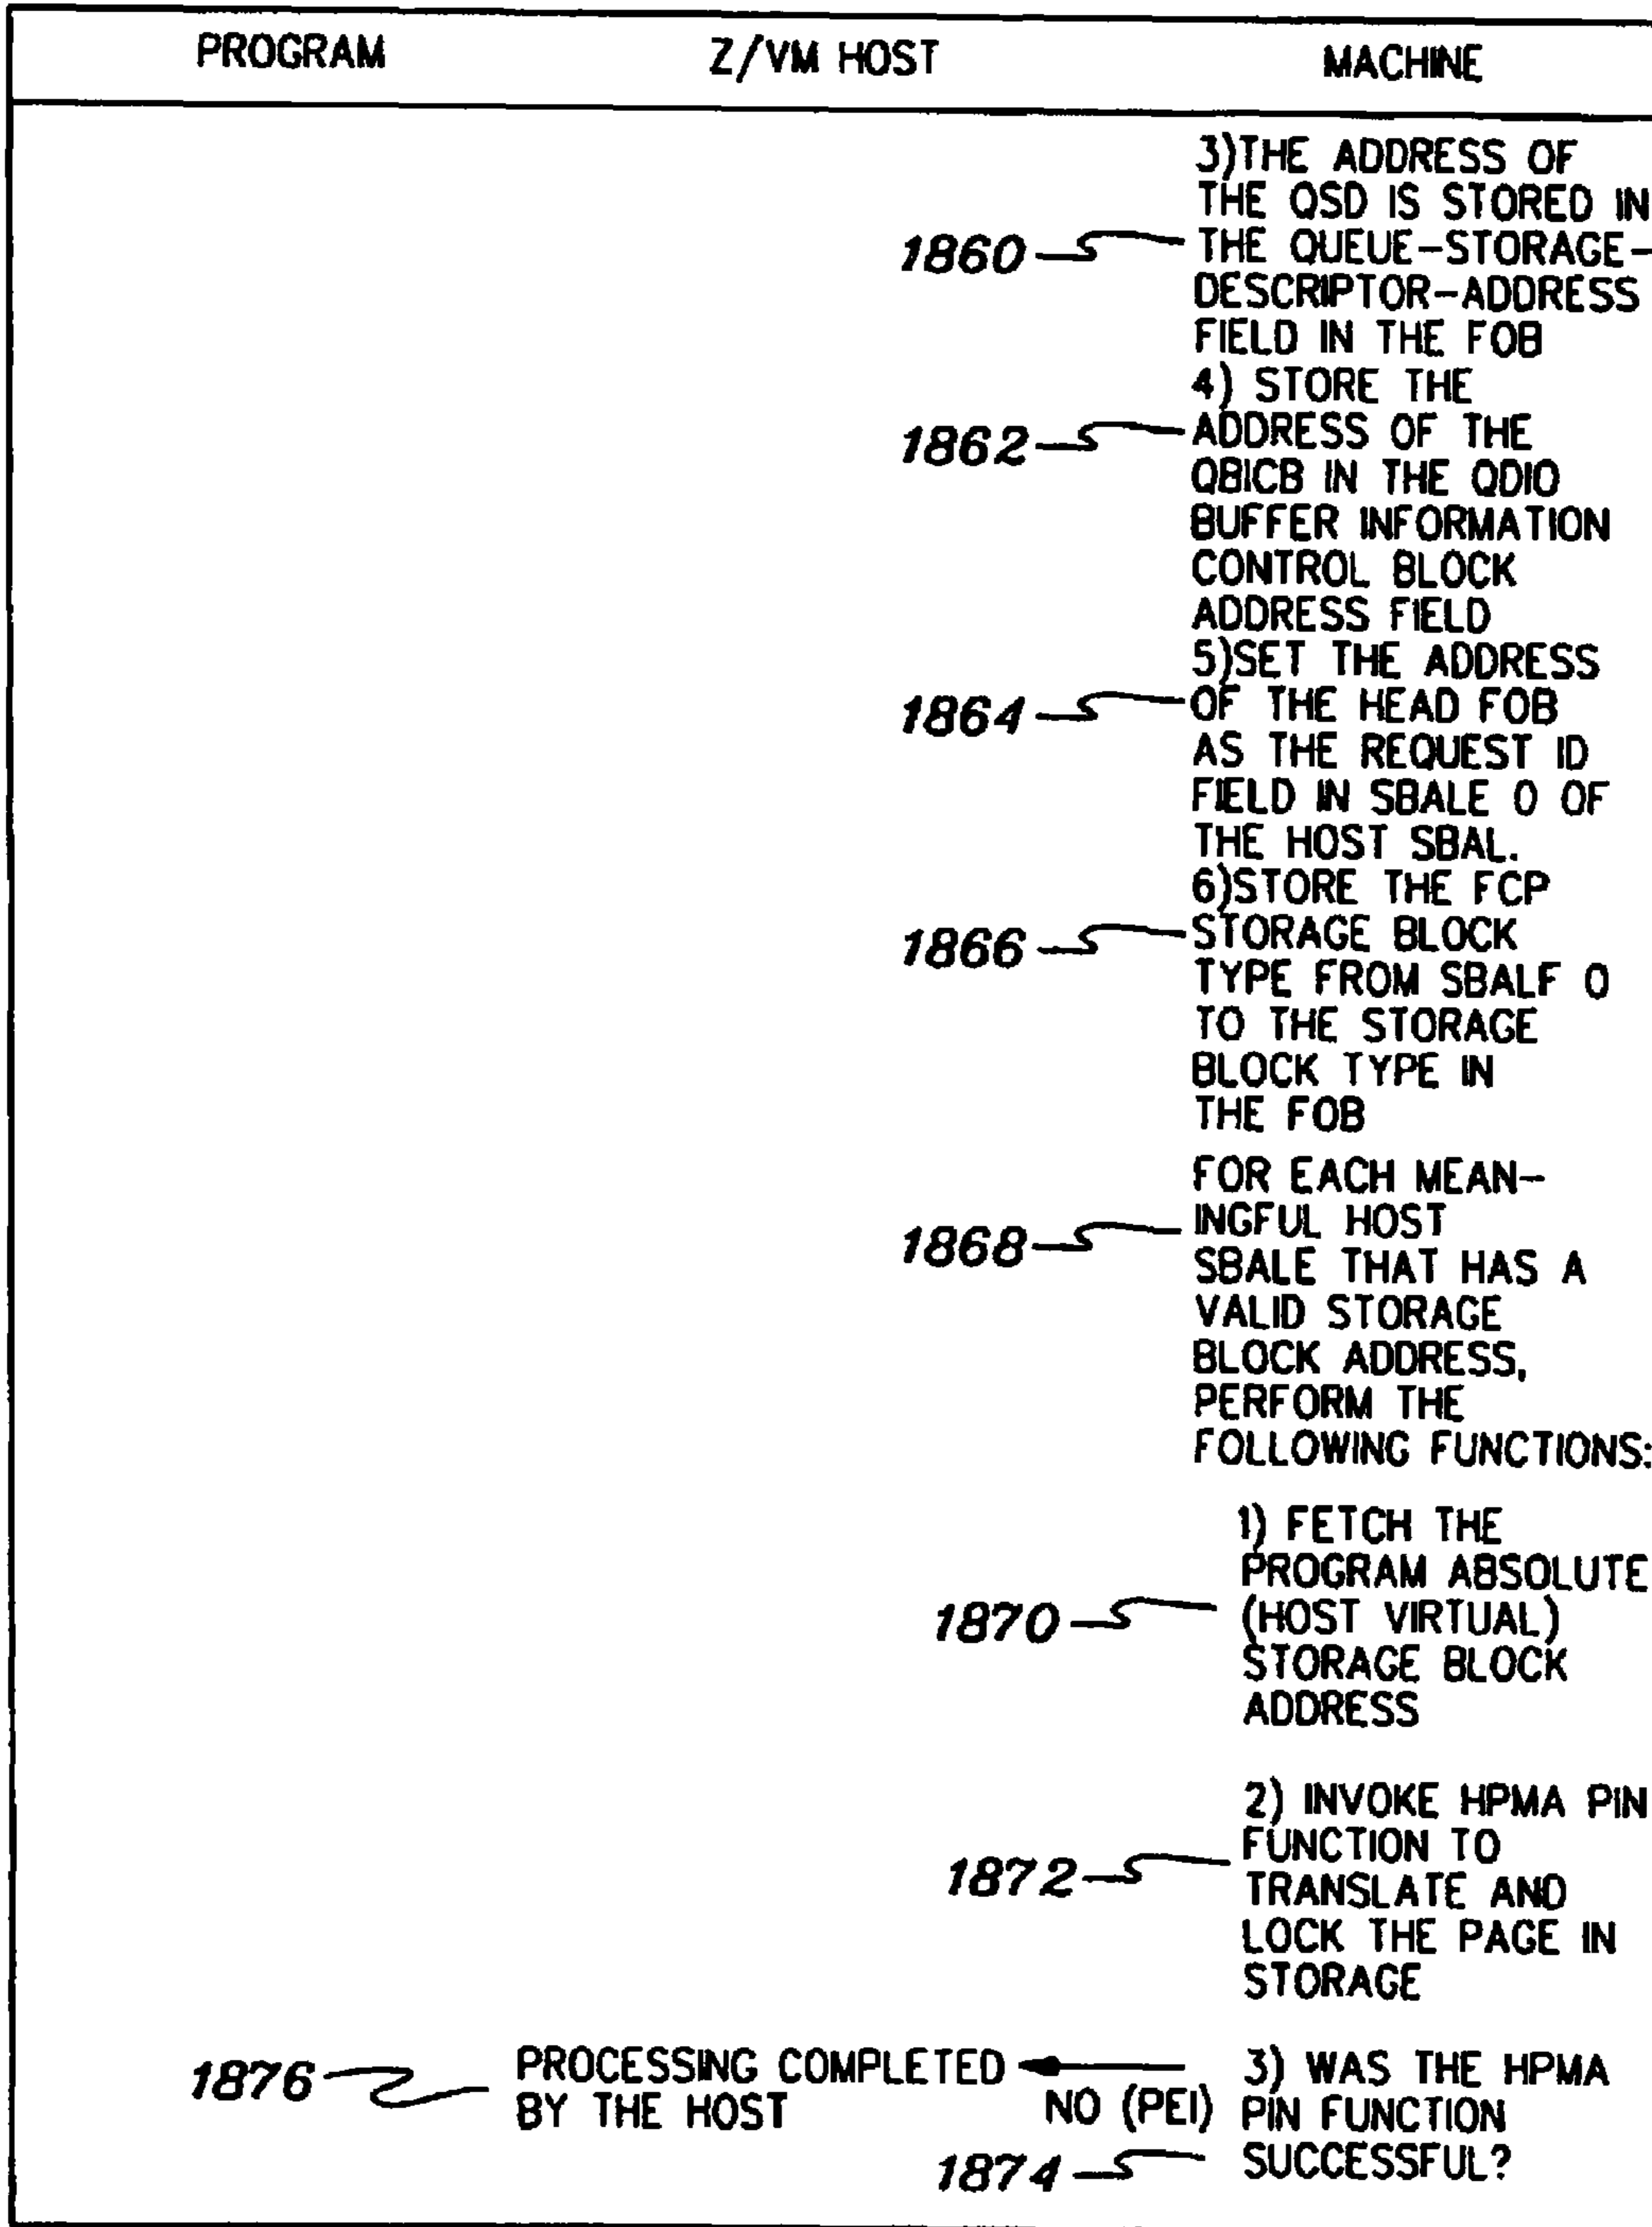 PROGRAM Z/VM HOST MACHINE
3)THE ADDRESS OF
THE QSD IS STORED IN
1860 THE QUEUE-STORAGE-
DESCRIPTOR-ADDRESS
FIELD IN THE FOB
4) STORE THE
1862 ADDRESS OF THE
QBICB IN THE QDIO
BUFFER INFORMATION
CONTROL BLOCK
ADDRESS FIELD
5)SET THE ADDRESS
1864 OF THE HEAD FOB
AS THE REQUEST ID
FIELD IN SBALE 0 OF
THE HOST SBAL.
6)STORE THE FCP
1866 STORAGE BLOCK
TYPE FROM SBALF 0
TO THE STORAGE
BLOCK TYPE IN
THE FOB
FOR EACH MEAN-
1868 INGFUL HOST
SBALE THAT HAS A
VALID STORAGE
BLOCK ADDRESS,
PERFORM THE
FOLLOWING FUNCTIONS:
1) FETCH THE
PROGRAM ABSOLUTE
1870 (HOST VIRTUAL)
STORAGE BLOCK
ADDRESS
2) INVOKE HPMA PIN
FUNCTION TO
1872 TRANSLATE AND
LOCK THE PAGE IN
STORAGE
1876 PROCESSING COMPLETED 3) WAS THE HPMA
BY THE HOST NO (PEI) PIN FUNCTION
1874 SUCCESSFUL?